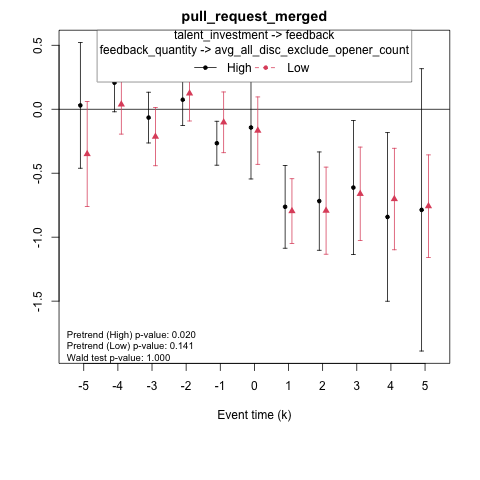 pull_request_merged
talent_investment -> feedback
feedback_quantity -> avg_all_disc_exclude_opener_count
High Low
0.5
0.0
-0.5
-1.0
-1.5
Pretrend (High) p-value: 0.020
Pretrend (Low) p-value: 0.141
Wald test p-value: 1.000
-5 -4 -3 -2 -1 0 1 2 3 4 5
Event time (k)